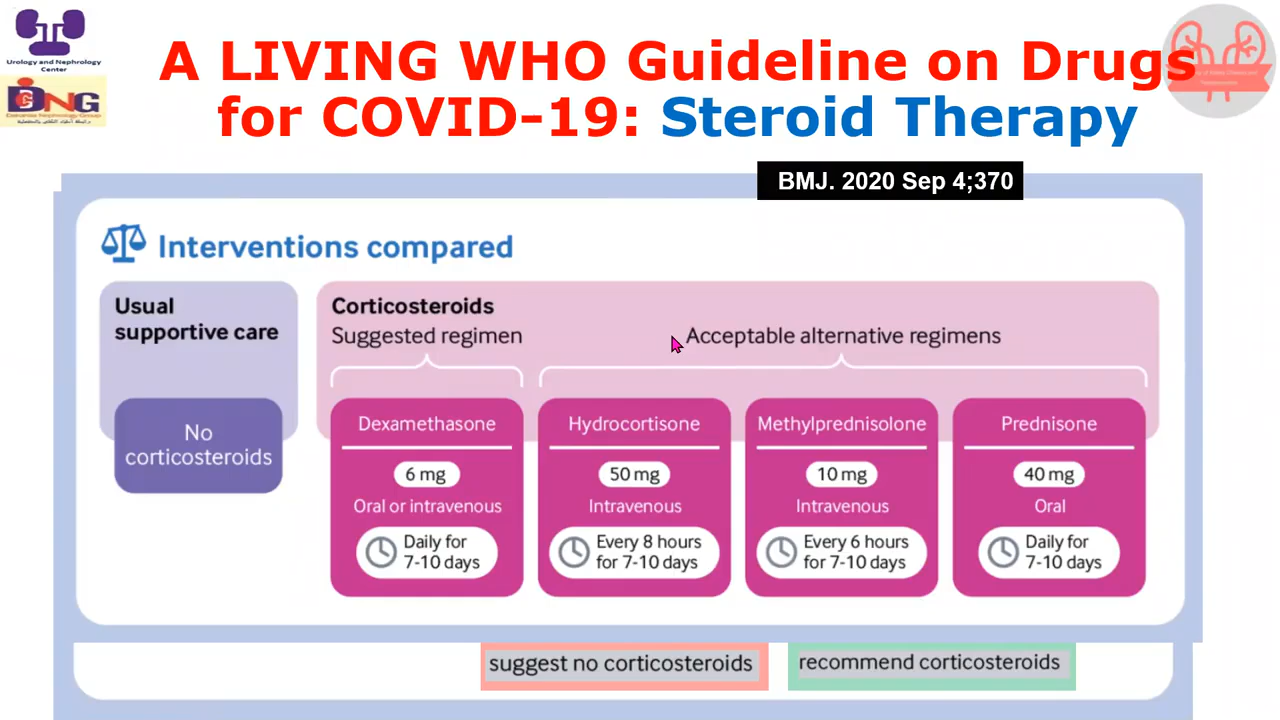 Urology and Nephrology
Center
DNG
Dakahlia Nephrology Group
A LIVING WHO Guideline on Drugs
for COVID-19: Steroid Therapy
BMJ. 2020 Sep 4;370
Interventions compared
Usual
supportive care
No
corticosteroids
Corticosteroids
Suggested regimen
Acceptable alternative regimens
Dexamethasone
6 mg
Oral or intravenous
Daily for
7-10 days
Hydrocortisone
50 mg
Intravenous
Every 8 hours
for 7-10 days
Methylprednisolone
10 mg
Intravenous
Every 6 hours
for 7-10 days
Prednisone
40 mg
Oral
Daily for
7-10 days
suggest no corticosteroids
recommend corticosteroids